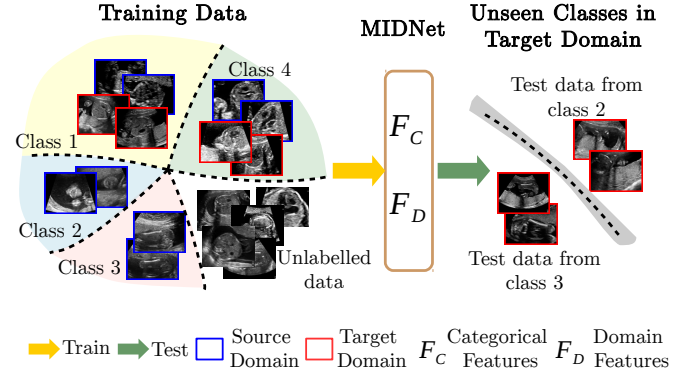 Training Data
MIDNet
Unseen Classes in
Target Domain
Class 4
Class 1
Class 2
Class 3
Unlabelled
data
F_C
F_D
Test data from
class 2
Test data from
class 3
Train
Test
Source
Domain
Target
Domain
F_C
Categorical
Features
F_D
Domain
Features